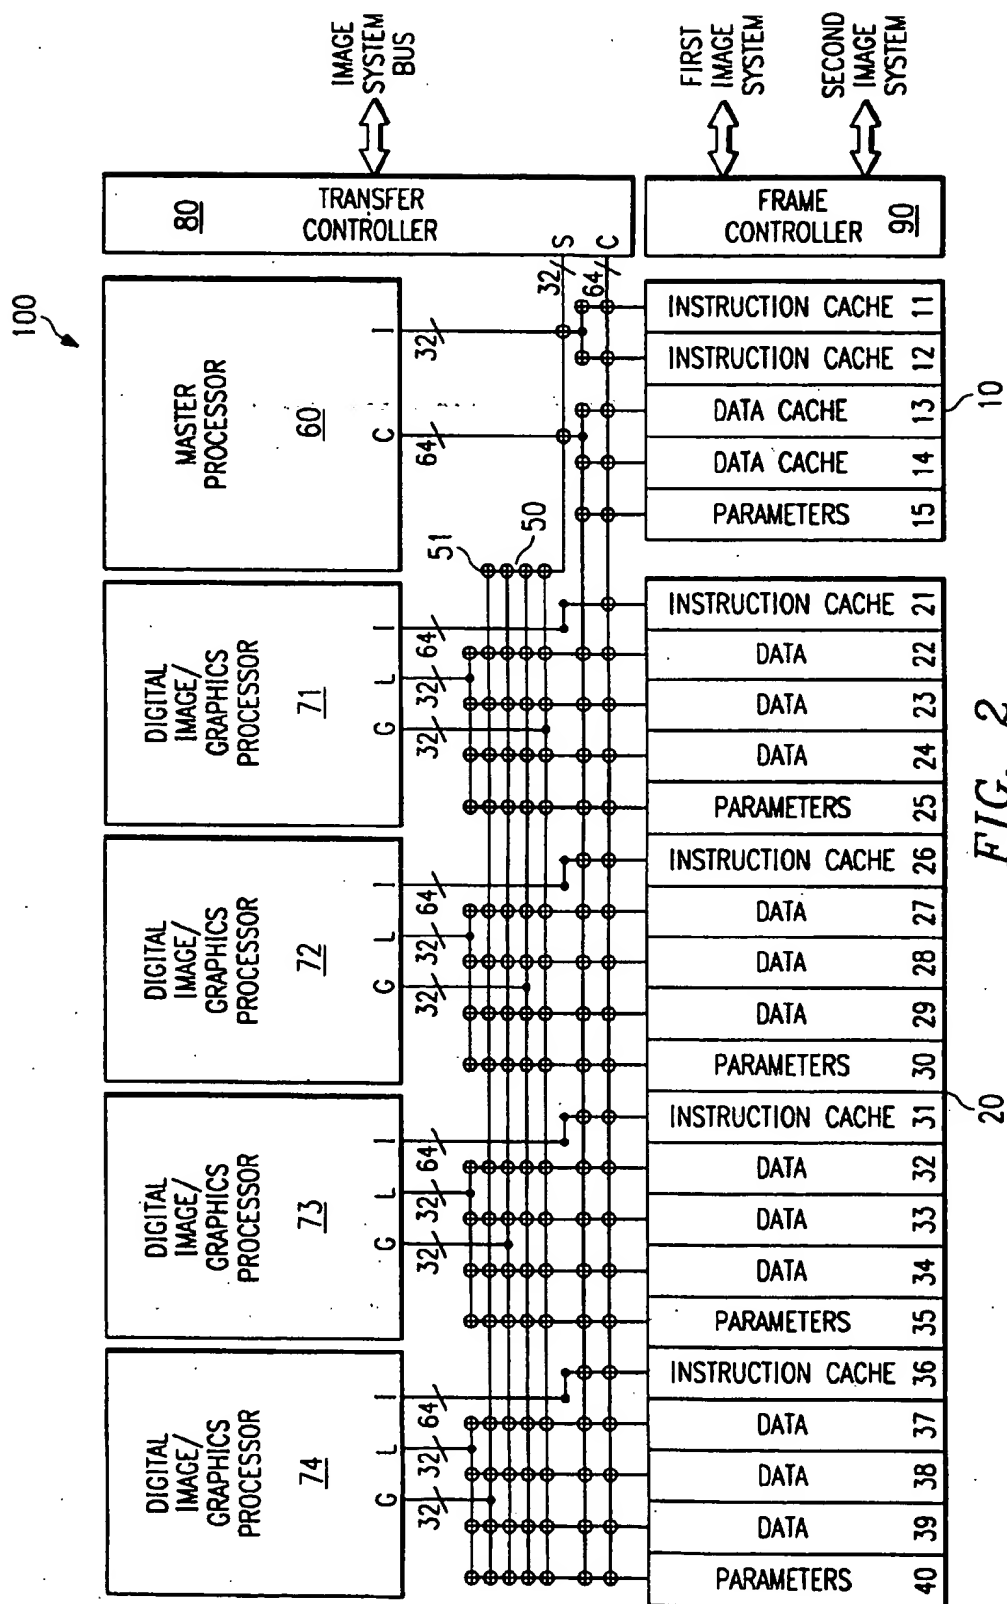 100
DIGITAL
IMAGE/
GRAPHICS
PROCESSOR
74
G
L
I
32
32
64
DIGITAL
IMAGE/
GRAPHICS
PROCESSOR
73
G
L
I
32
32
64
DIGITAL
IMAGE/
GRAPHICS
PROCESSOR
72
G
L
I
32
32
64
DIGITAL
IMAGE/
GRAPHICS
PROCESSOR
71
G
L
I
32
32
64
MASTER
PROCESSOR
60
C
I
64
32
80
TRANSFER
CONTROLLER
S
C
32
64
IMAGE
SYSTEM
BUS
51
50
PARAMETERS 40
DATA 39
DATA 38
DATA 37
INSTRUCTION CACHE 36
PARAMETERS 35
DATA 34
DATA 33
DATA 32
INSTRUCTION CACHE 31
PARAMETERS 30
DATA 29
DATA 28
DATA 27
INSTRUCTION CACHE 26
PARAMETERS 25
DATA 24
DATA 23
DATA 22
INSTRUCTION CACHE 21
PARAMETERS 15
DATA CACHE 14
DATA CACHE 13
INSTRUCTION CACHE 12
INSTRUCTION CACHE 11
FRAME
CONTROLLER
90
FIRST
IMAGE
SYSTEM
SECOND
IMAGE
SYSTEM
20
10
FIG. 2